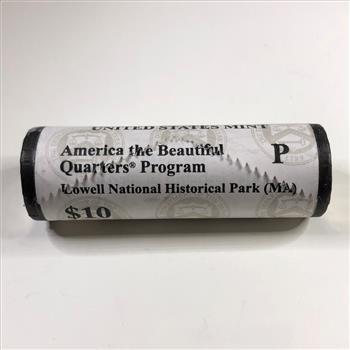 UNITED STATES MINT
America the Beautiful
Quarters® Program
P
Lowell National Historical Park (MA)
$10